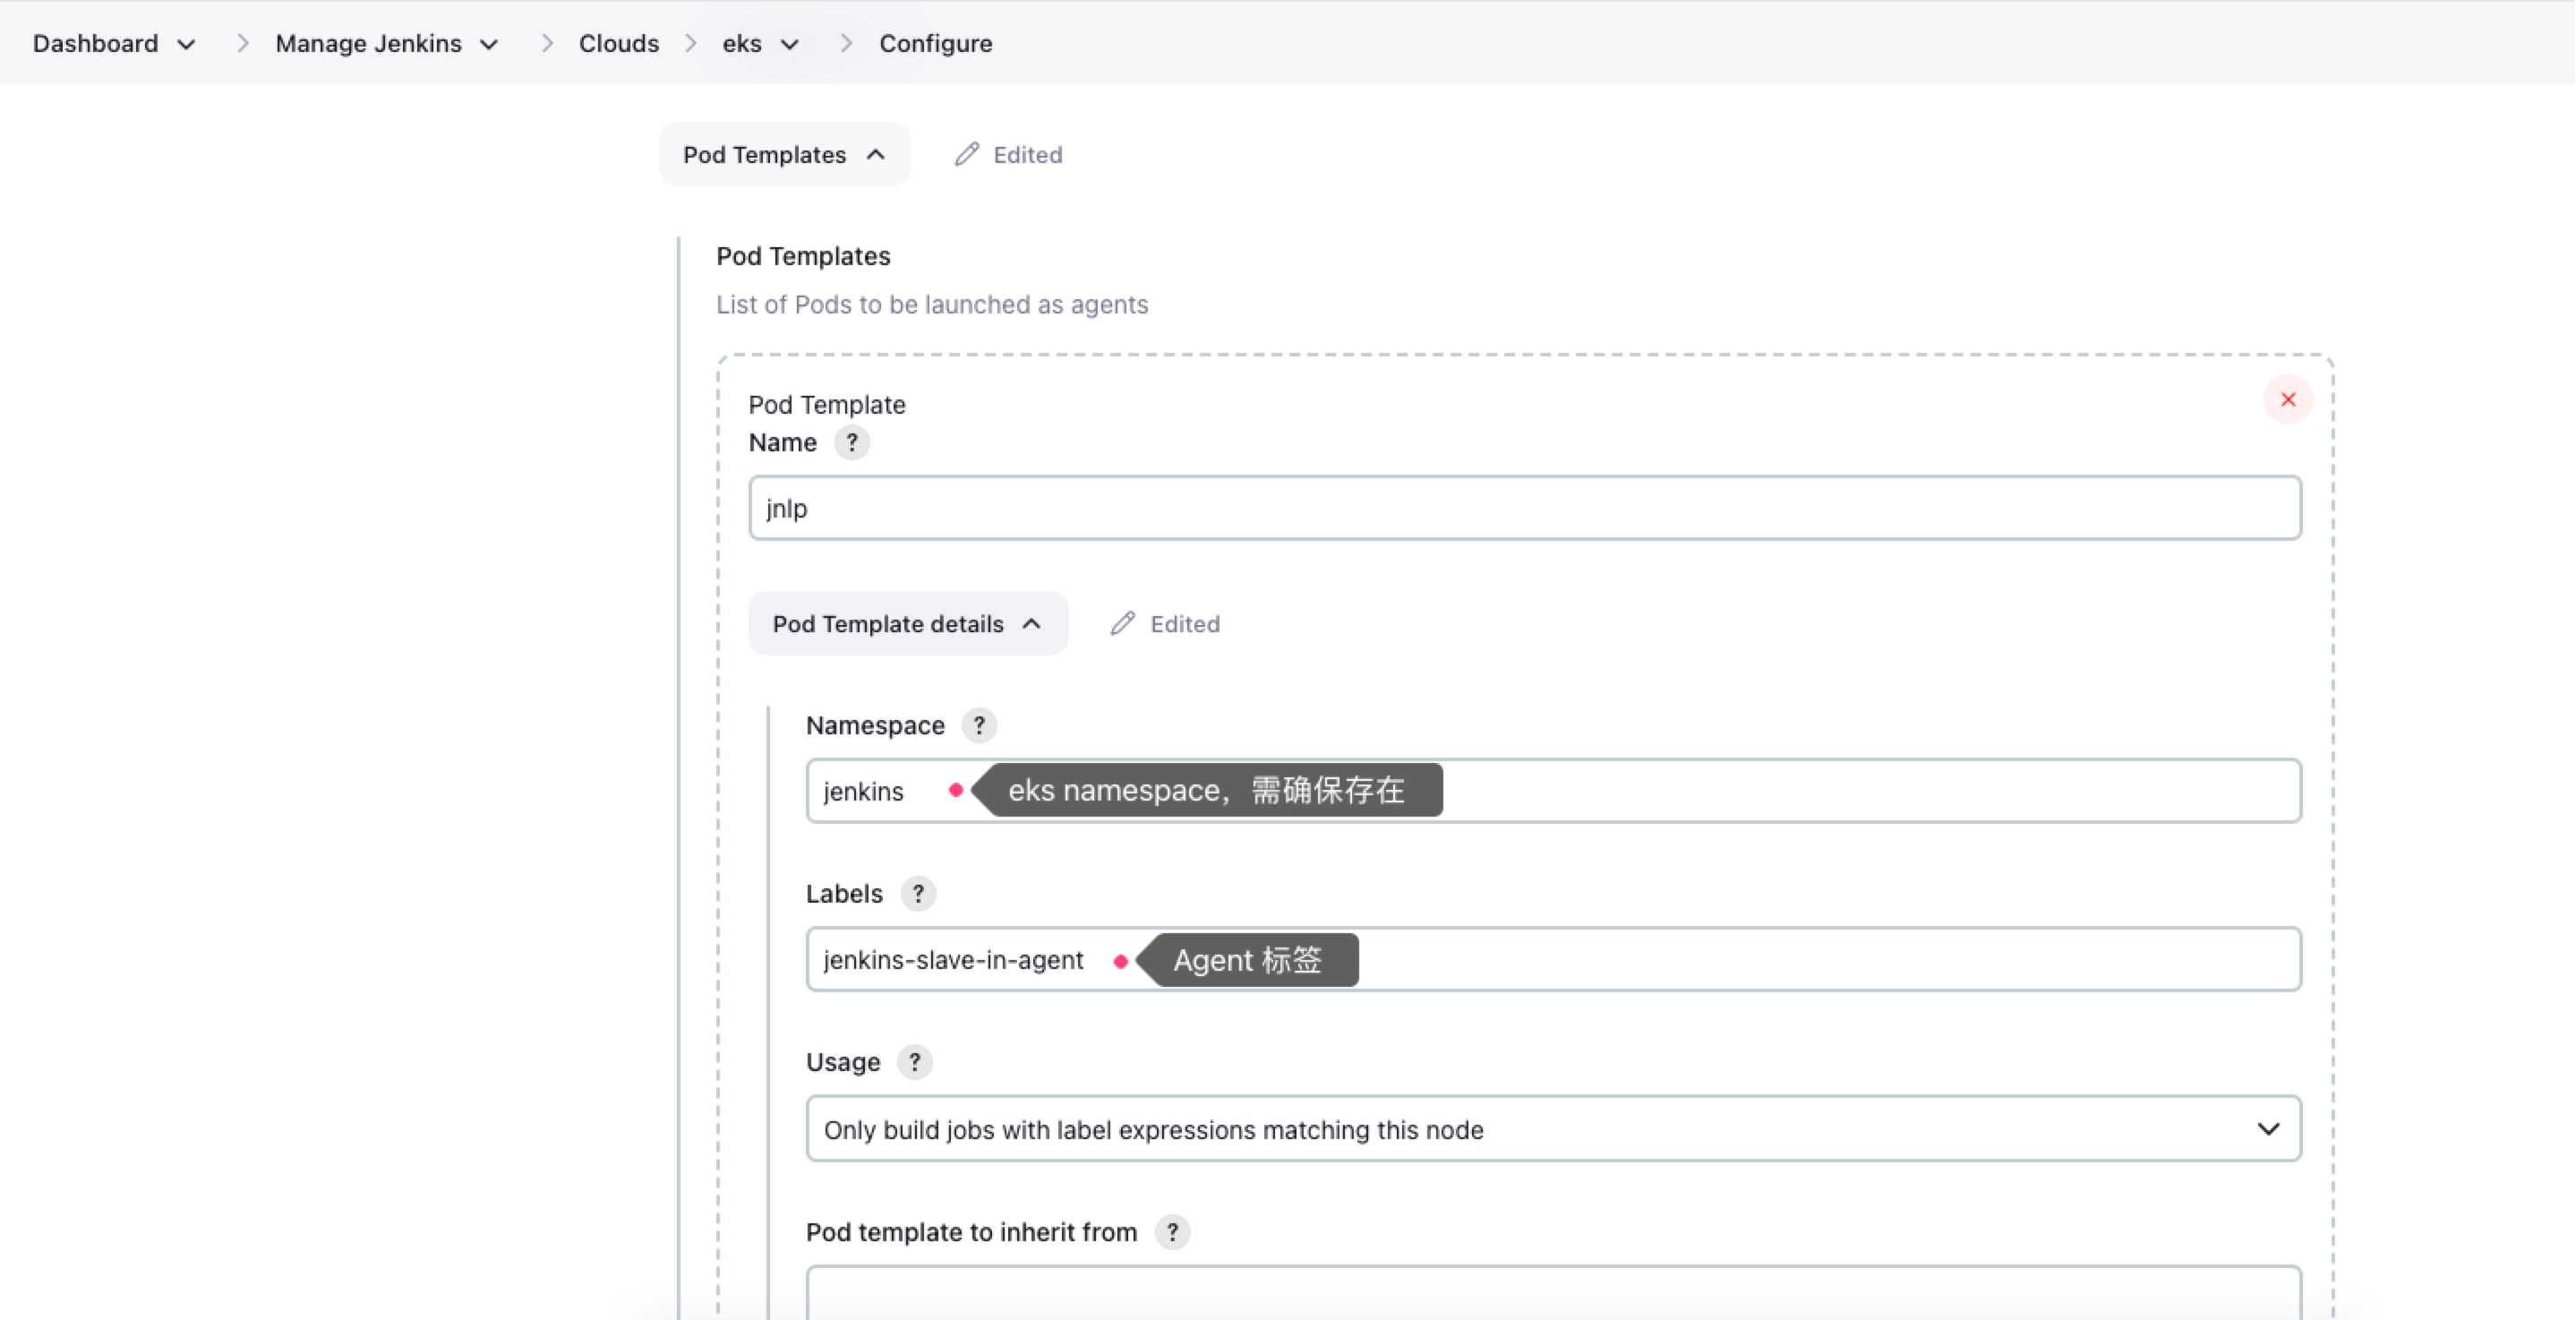 Dashboard Manage Jenkins Clouds eks Configure
Pod Templates Edited
Pod Templates
List of Pods to be launched as agents
Pod Template
Name ?
jnlp
Pod Template details Edited
Namespace ?
jenkins eks namespace，需确保存在
Labels ?
jenkins-slave-in-agent Agent 标签
Usage ?
Only build jobs with label expressions matching this node
Pod template to inherit from ?